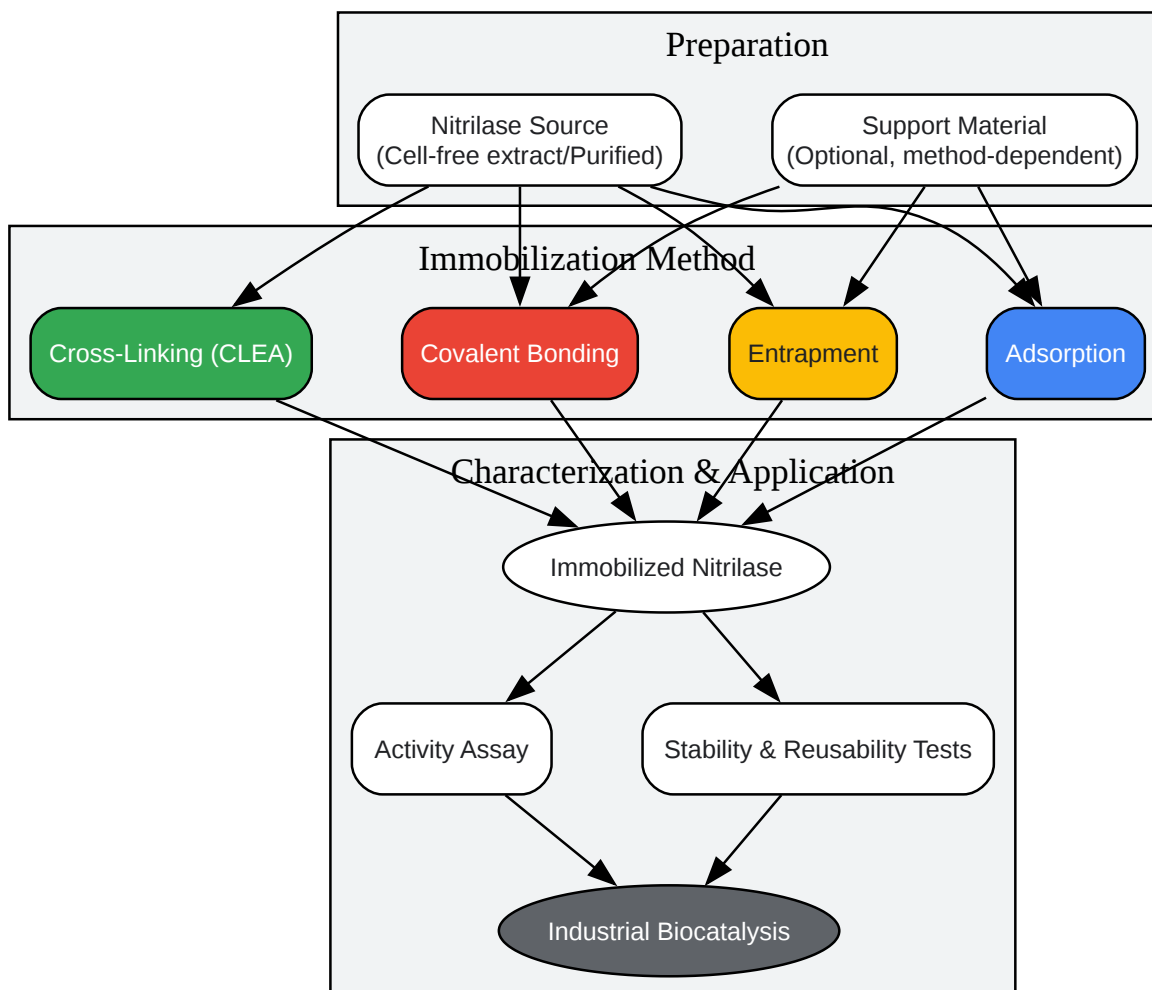 Preparation
Nitrilase Source
(Cell-free extract/Purified)
Support Material
(Optional, method-dependent)
Immobilization Method
Cross-Linking (CLEA)
Covalent Bonding
Entrapment
Adsorption
Characterization & Application
Immobilized Nitrilase
Activity Assay
Stability & Reusability Tests
Industrial Biocatalysis